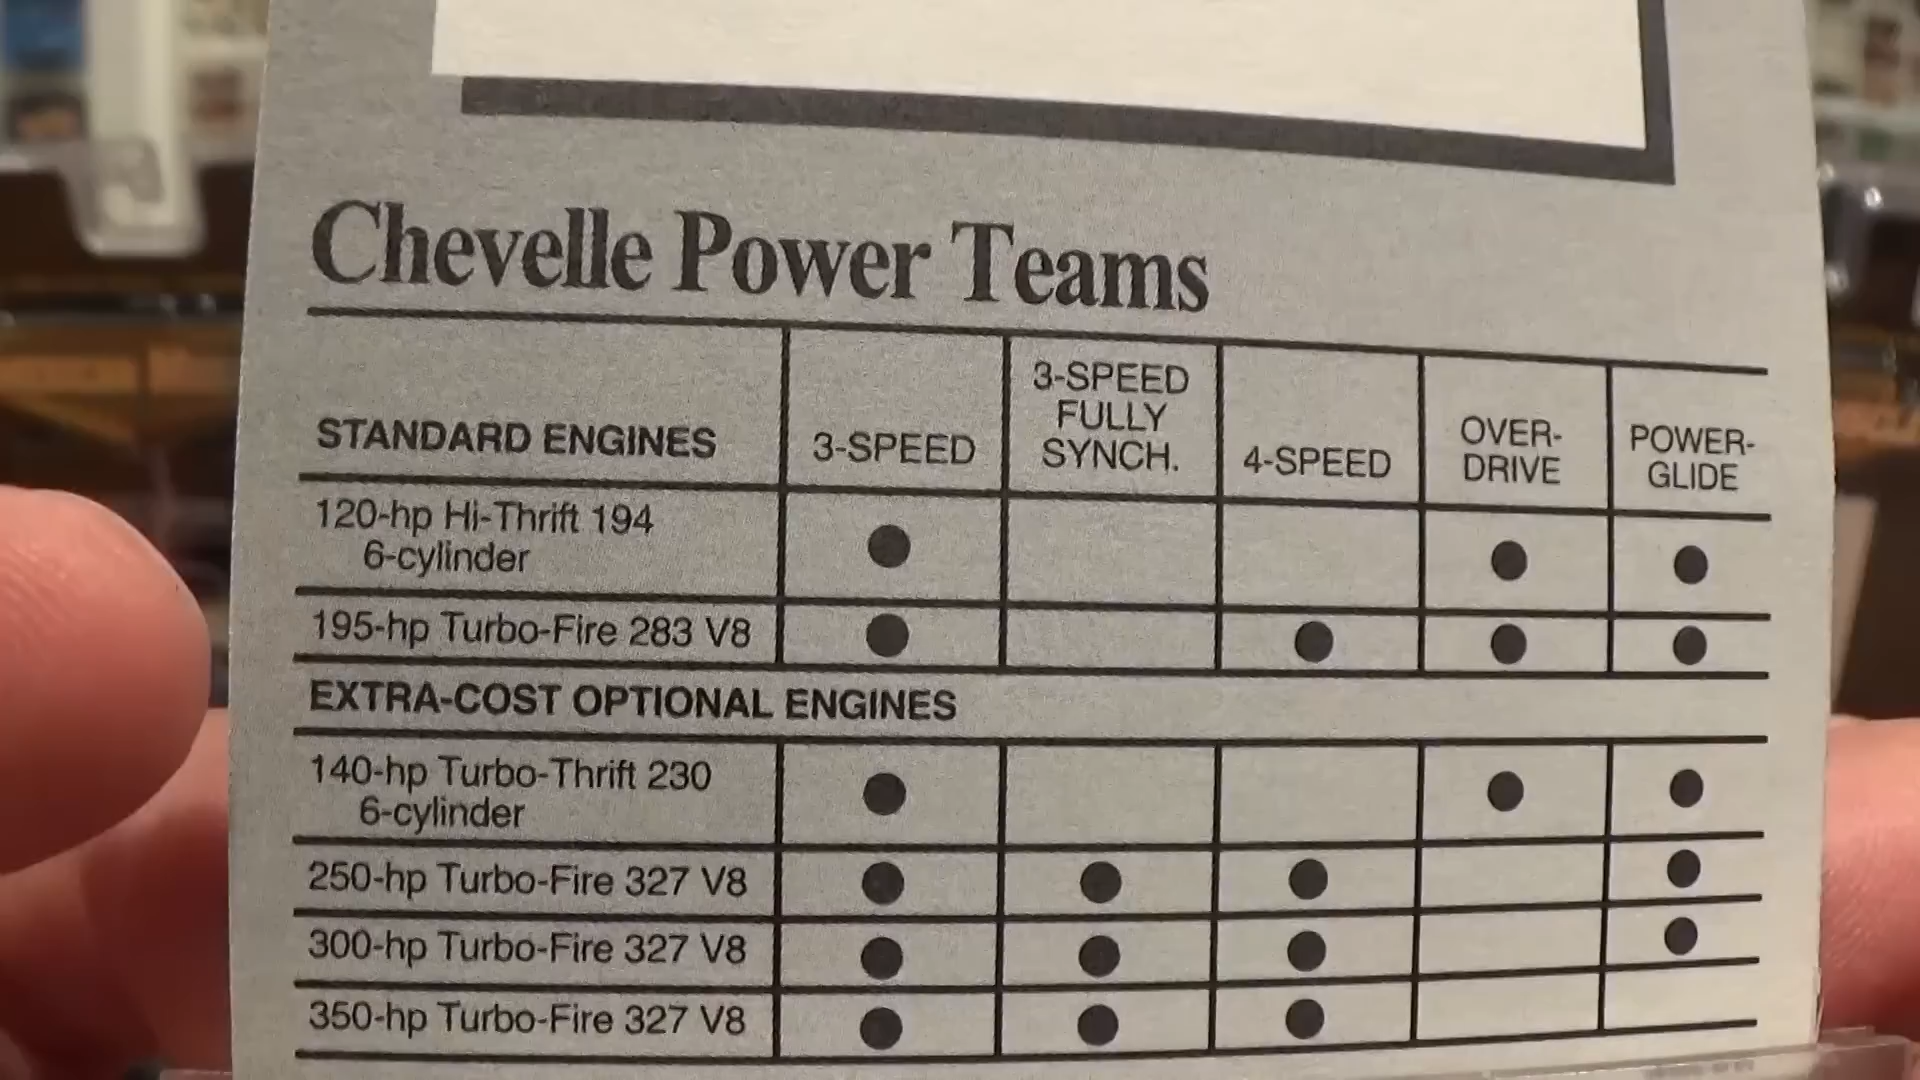 Chevelle Power Teams
STANDARD ENGINES
3-SPEED
3-SPEED
FULLY
SYNCH.
4-SPEED
OVER-
DRIVE
POWER-
GLIDE
120-hp Hi-Thrift 194
6-cylinder
● ● ●
195-hp Turbo-Fire 283 V8 ● ● ● ●
EXTRA-COST OPTIONAL ENGINES
140-hp Turbo-Thrift 230
6-cylinder
● ● ●
250-hp Turbo-Fire 327 V8 ● ● ● ●
300-hp Turbo-Fire 327 V8 ● ● ● ●
350-hp Turbo-Fire 327 V8 ● ● ●